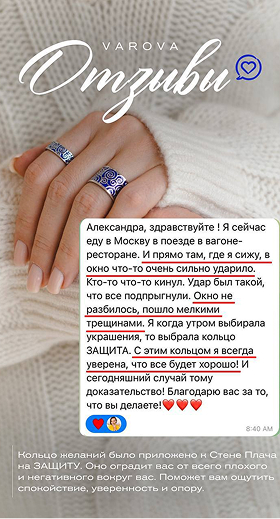 VAROVA
Отзиви
Александра, здравствуйте ! Я сейчас
еду в Москву в поезде в вагоне-
ресторане. И прямо там, где я сижу, в
окно что-то очень сильно ударило.
Кто-то что-то кинул. Удар был такой,
что все подпрыгнули. Окно не
разбилось, пошло мелкими
трещинами. Я когда утром выбирала
украшения, то выбрала кольцо
ЗАЩИТА. С этим кольцом я всегда
уверена, что все будет хорошо! И
сегодняшний случай тому
доказательство! Благодарю вас за то,
что вы делаете!❤️❤️❤️
8:40 AM
Кольцо желаний было приложено к Стене Плача
на ЗАЩИТУ. Оно оградит вас от всего плохого
и негативного вокруг вас. Поможет вам ощутить
спокойствие, уверенность и опору.